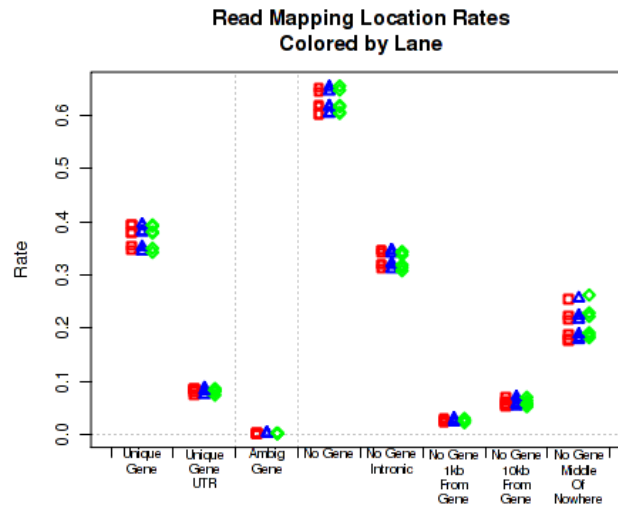 Read Mapping Location Rates
Colored by Lane
Rate
0.6
0.5
0.4
0.3
0.2
0.1
0.0
Unique
Gene
Unique
Gene
UTR
Ambig
Gene
No Gene
No Gene
Intronic
No Gene
1kb
From
Gene
No Gene
10kb
From
Gene
No Gene
Middle
Of
Nowhere